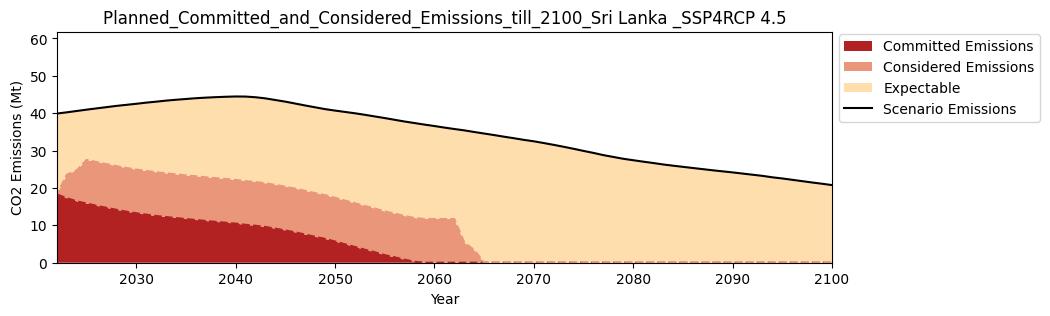 Planned_Committed_and_Considered_Emissions_till_2100_Sri Lanka _SSP4RCP 4.5
60
50
40
30
20
10
0
CO2 Emissions (Mt)
2030 2040 2050 2060 2070 2080 2090 2100
Year
Committed Emissions
Considered Emissions
Expectable
Scenario Emissions